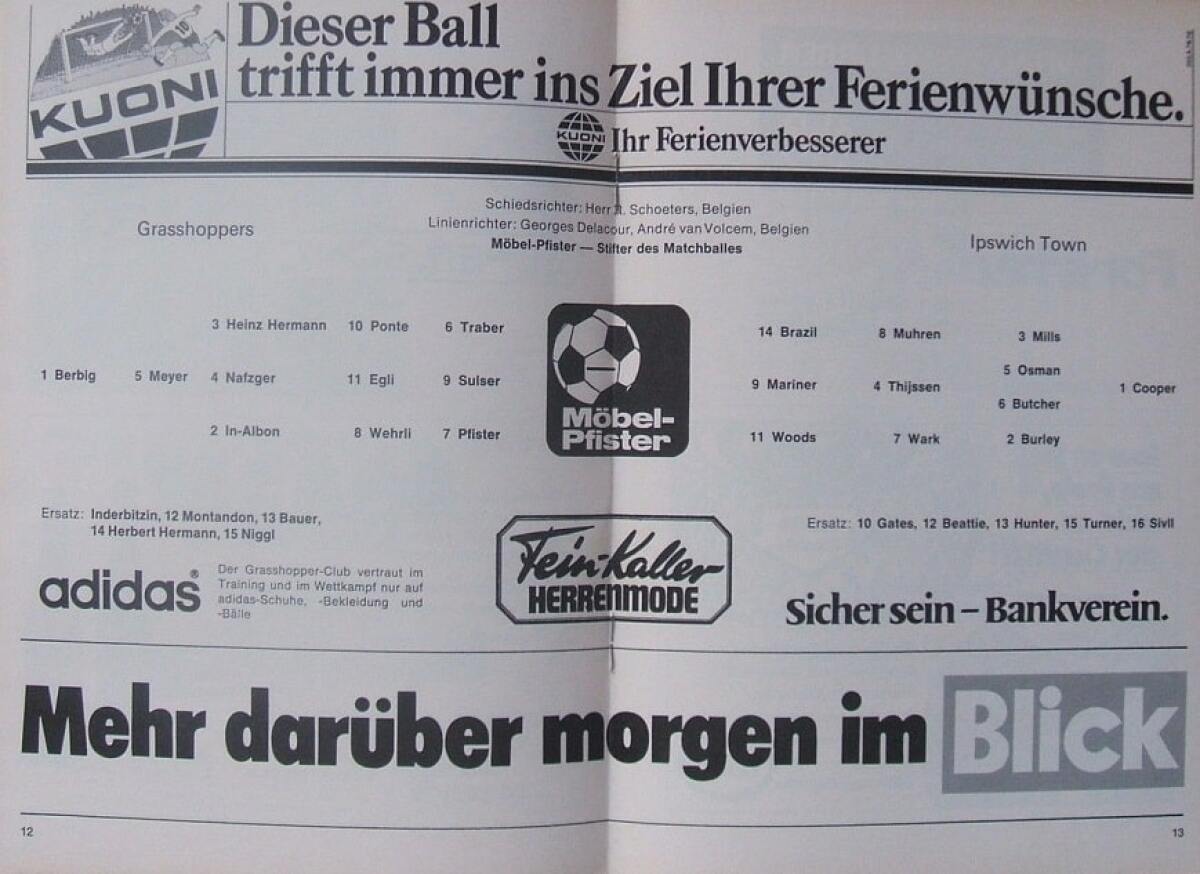 KUONI
Dieser Ball
trifft immer ins Ziel Ihrer Ferienwünsche.
KUONI Ihr Ferienverbesserer
Grasshoppers
Schiedsrichter: Herr Schoeters, Belgien
Linienrichter: Georges Delacour, André van Volcem, Belgien
Möbel-Pfister — Stifter des Matchballes
Ipswich Town
3 Heinz Hermann 10 Ponte 6 Traber
1 Berbig 5 Meyer 4 Nafzger 11 Egli 9 Sulser
2 In-Albon 8 Wehrli 7 Pfister
Möbel-
Pfister
14 Brazil 8 Muhren 3 Mills
5 Osman
9 Mariner 4 Thijssen 1 Cooper
6 Butcher
11 Woods 7 Wark 2 Burley
Ersatz: Inderbitzin, 12 Montandon, 13 Bauer,
14 Herbert Hermann, 15 Niggl
Ersatz: 10 Gates, 12 Beattie, 13 Hunter, 15 Turner, 16 Sivll
adidas®
Der Grasshopper-Club vertraut im
Training und im Wettkampf nur auf
adidas-Schuhe, -Bekleidung und
-Bälle
Fein-Kaller
HERRENMODE
Sicher sein – Bankverein.
Mehr darüber morgen im Blick
12
13